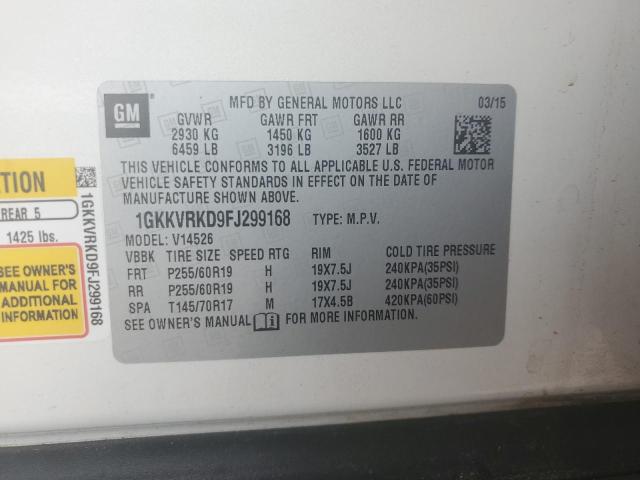 GM
MFD BY GENERAL MOTORS LLC
03/15
GVWR GAWR FRT GAWR RR
2930 KG 1450 KG 1600 KG
6459 LB 3196 LB 3527 LB
THIS VEHICLE CONFORMS TO ALL APPLICABLE U.S. FEDERAL MOTOR
VEHICLE SAFETY STANDARDS IN EFFECT ON THE DATE OF
MANUFACTURE SHOWN ABOVE.
1GKKVRKD9FJ299168 TYPE: M.P.V.
MODEL: V14526
VBBK TIRE SIZE SPEED RTG RIM COLD TIRE PRESSURE
FRT P255/60R19 H 19X7.5J 240KPA(35PSI)
RR P255/60R19 H 19X7.5J 240KPA(35PSI)
SPA T145/70R17 M 17X4.5B 420KPA(60PSI)
SEE OWNER'S MANUAL FOR MORE INFORMATION.
REAR 5
1425 lbs.
SEE OWNER'S
MANUAL FOR
1GKKVRKD9FJ299168